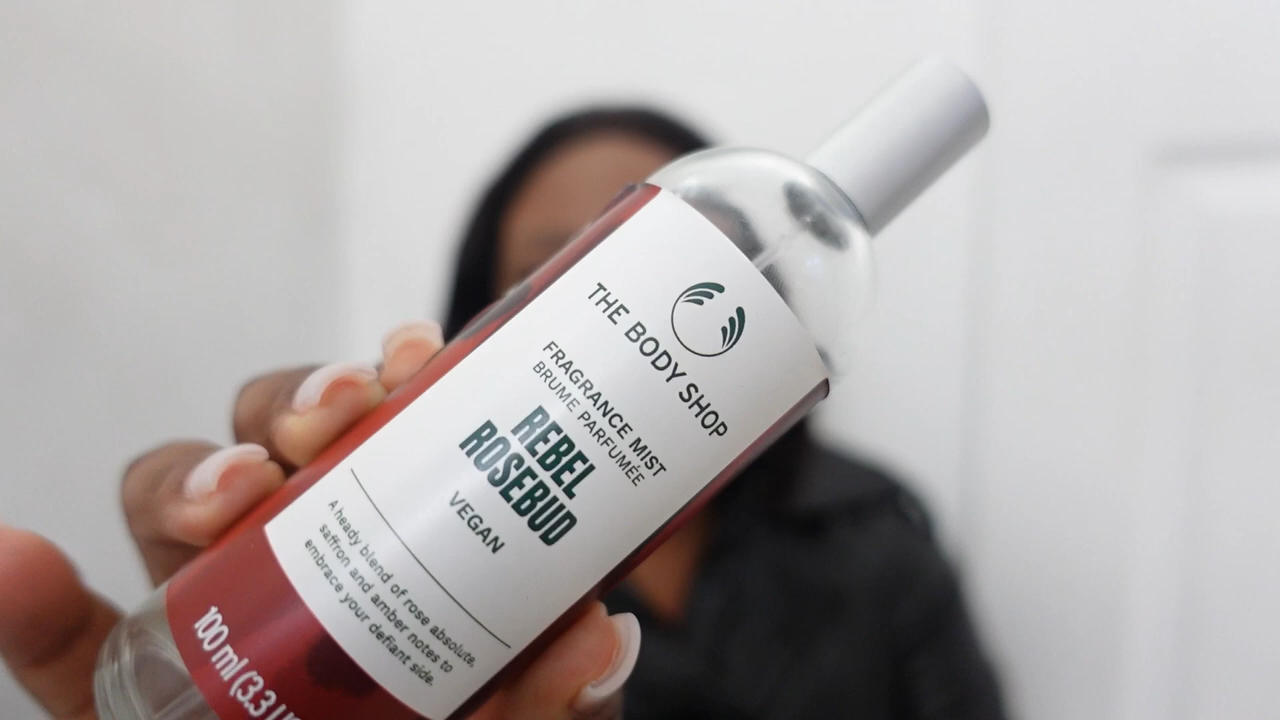 THE BODY SHOP
FRAGRANCE MIST
BRUME PARFUMÉE
REBEL
ROSEBUD
VEGAN
A heady blend of rose absolute,
saffron and amber notes to
embrace your defiant side.
100 ml (3.3 U